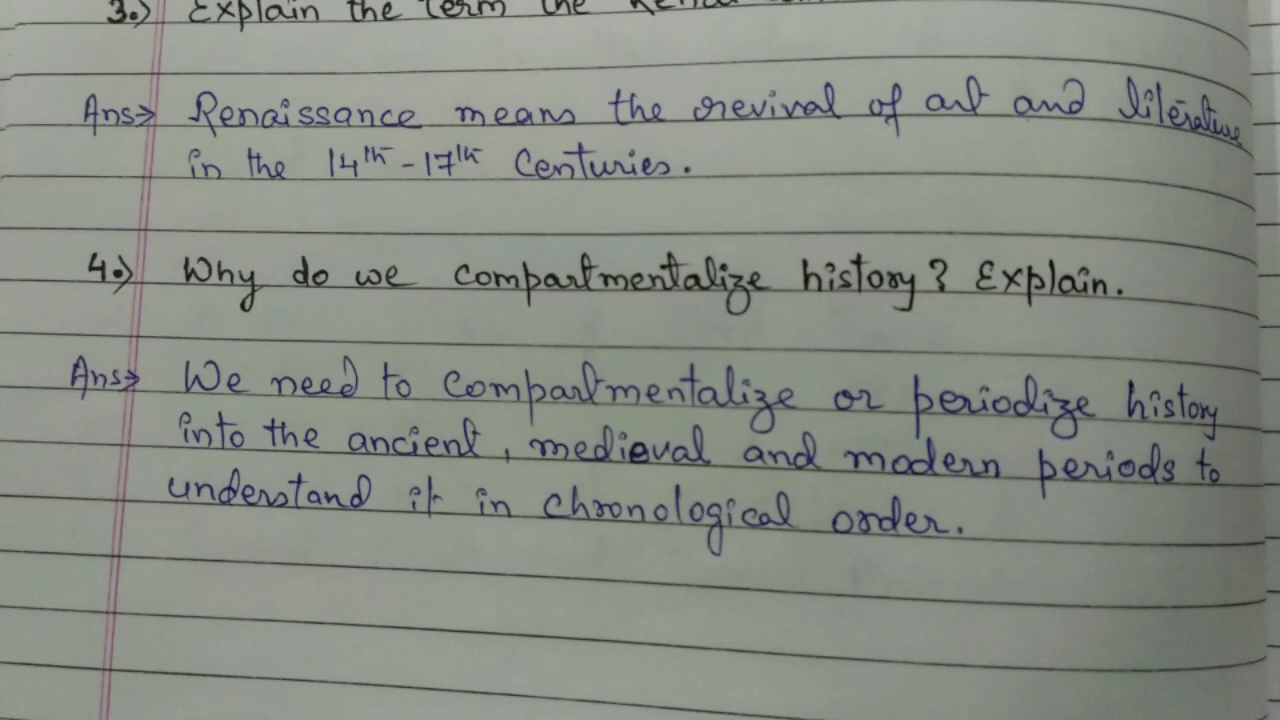 3.) Explain the term the
Ans⇒ Renaissance means the revival of art and literature
in the 14th - 17th Centuries.
4.) Why do we compartmentalize history? Explain.
Ans⇒ We need to compartmentalize or periodize history
into the ancient, medieval and modern periods to
understand it in chronological order.